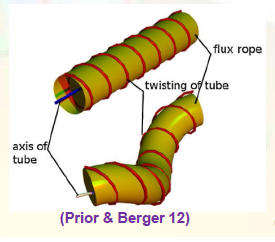 flux rope
twisting of tube
axis of
tube
(Prior & Berger 12)